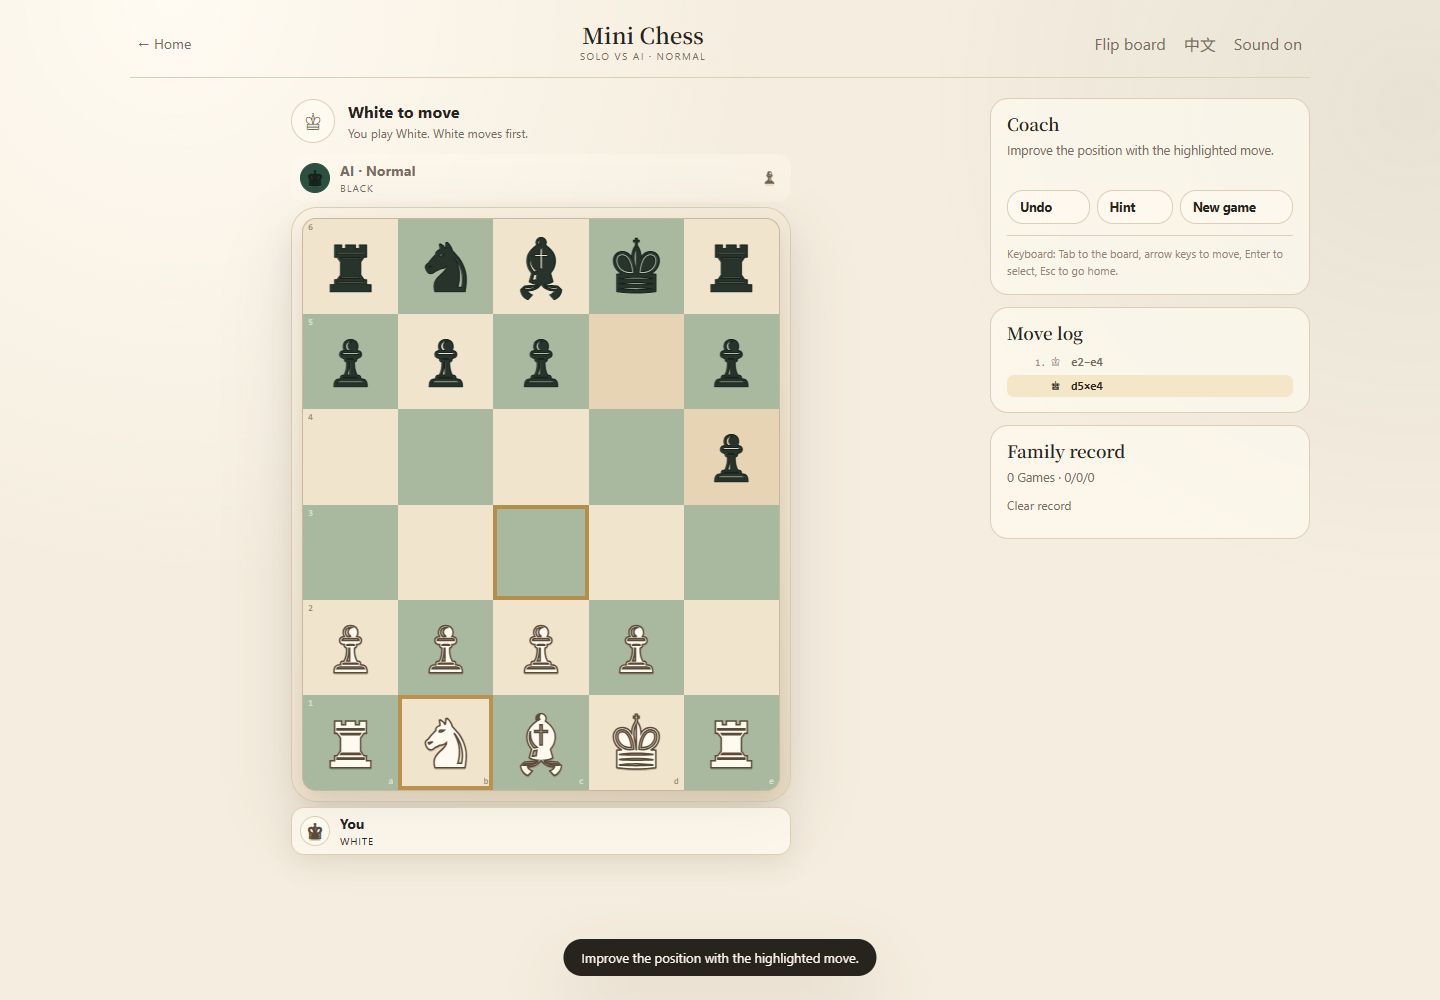 ← Home
Mini Chess
SOLO VS AI · NORMAL
Flip board 中文 Sound on
White to move
You play White. White moves first.
AI · Normal
BLACK
6
5
4
3
2
1
a b c d e
You
WHITE
Coach
Improve the position with the highlighted move.
Undo Hint New game
Keyboard: Tab to the board, arrow keys to move, Enter to
select, Esc to go home.
Move log
1. ♔ e2–e4
♚ d5×e4
Family record
0 Games · 0/0/0
Clear record
Improve the position with the highlighted move.